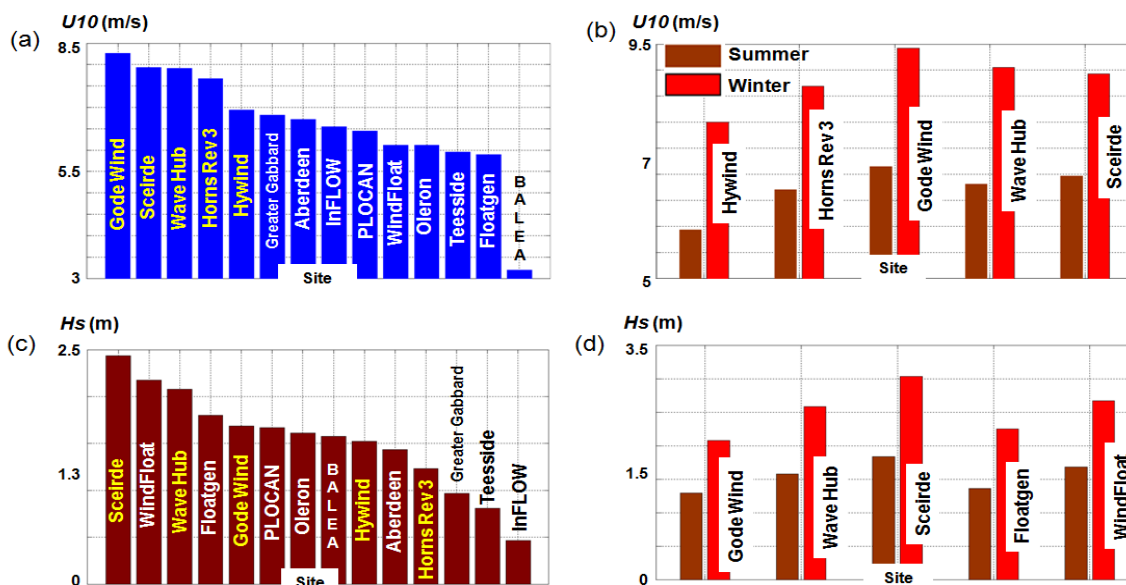 (a)
U10 (m/s)
8.5
5.5
3
Gode Wind
Sceirde
Wave Hub
Horns Rev 3
Hywind
Greater Gabbard
Aberdeen
InFLOW
PLOCAN
WindFloat
Oleron
Teesside
Floatgen
BALEA
Site
(b)
U10 (m/s)
9.5
7
5
Summer
Winter
Hywind
Horns Rev 3
Gode Wind
Wave Hub
Sceirde
Site
(c)
Hs (m)
2.5
1.3
0
Sceirde
WindFloat
Wave Hub
Floatgen
Gode Wind
PLOCAN
Oleron
BALEA
Hywind
Aberdeen
Horns Rev 3
Greater Gabbard
Teesside
InFLOW
Site
(d)
Hs (m)
3.5
1.5
0
Gode Wind
Wave Hub
Sceirde
Floatgen
WindFloat
Site